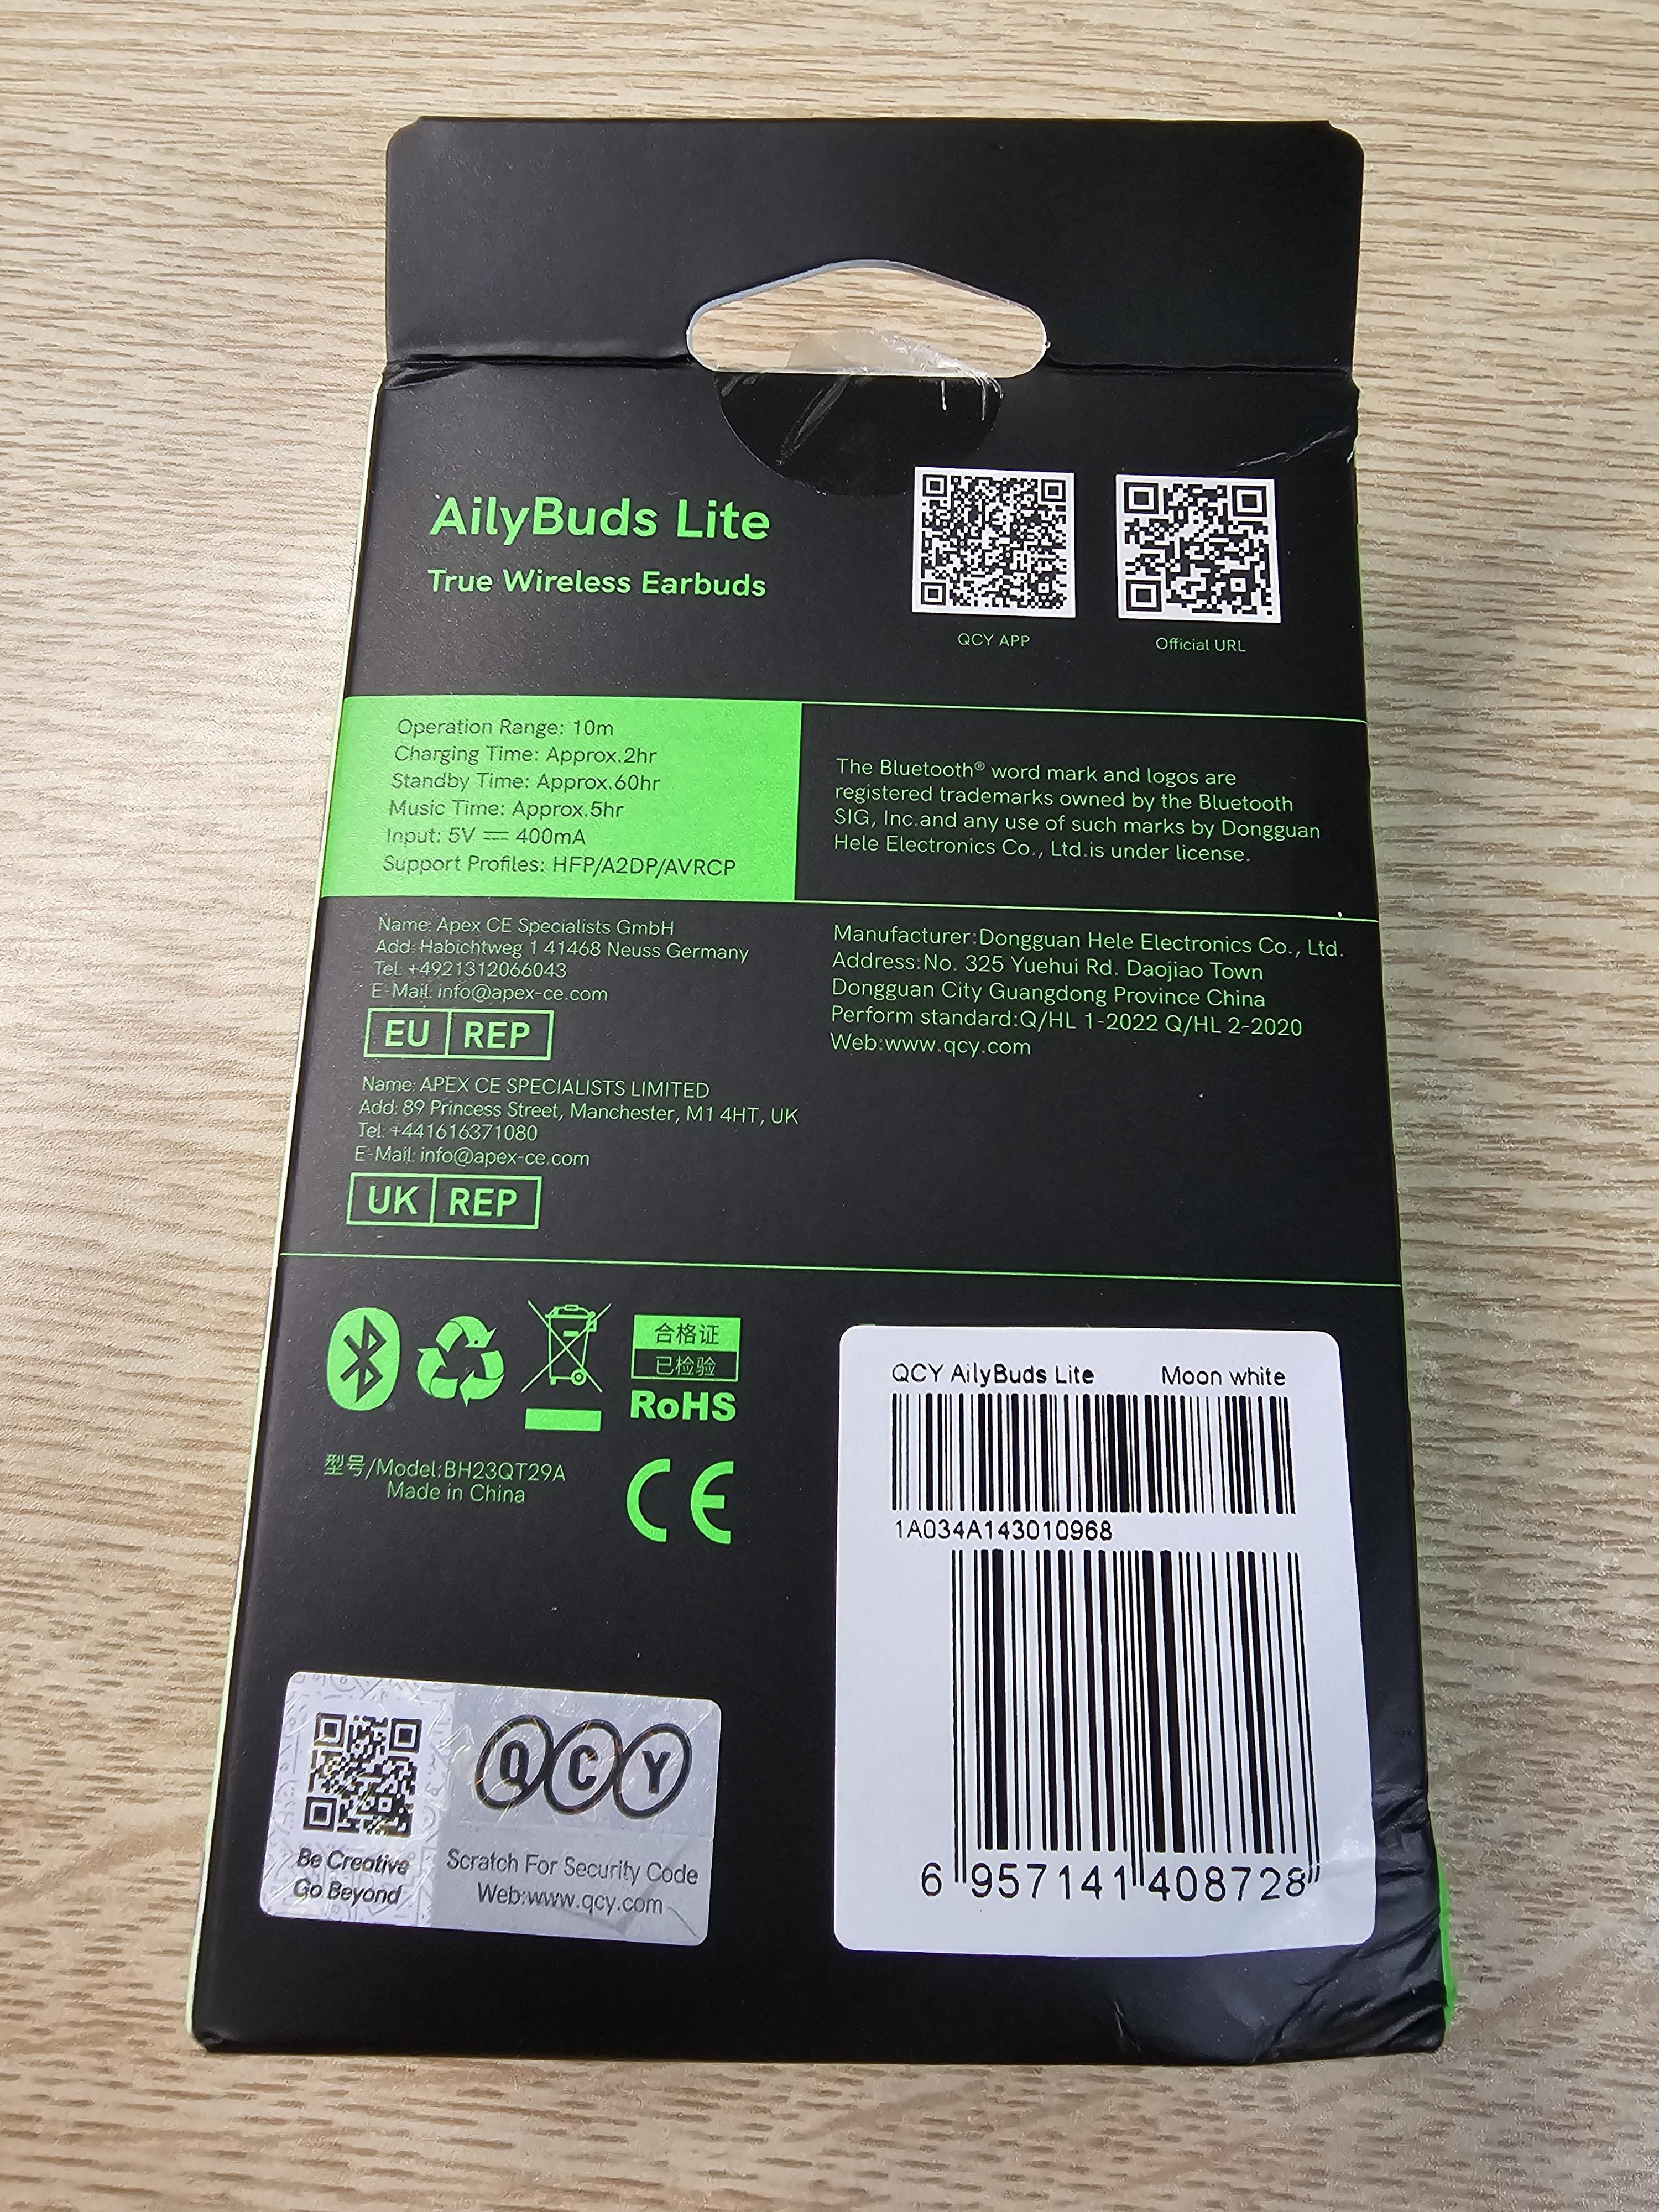 AilyBuds Lite
True Wireless Earbuds
QCY APP
Official URL
Operation Range: 10m
Charging Time: Approx.2hr
Standby Time: Approx.60hr
Music Time: Approx.5hr
Input: 5V ⎓ 400mA
Support Profiles: HFP/A2DP/AVRCP
The Bluetooth® word mark and logos are
registered trademarks owned by the Bluetooth
SIG, Inc.and any use of such marks by Dongguan
Hele Electronics Co., Ltd.is under license.
Name: Apex CE Specialists GmbH
Add: Habichtweg 1 41468 Neuss Germany
Tel: +4921312066043
E-Mail: info@apex-ce.com
EU REP
Name: APEX CE SPECIALISTS LIMITED
Add: 89 Princess Street, Manchester, M1 4HT, UK
Tel: +441616371080
E-Mail: info@apex-ce.com
UK REP
Manufacturer:Dongguan Hele Electronics Co., Ltd.
Address:No. 325 Yuehui Rd. Daojiao Town
Dongguan City Guangdong Province China
Perform standard:Q/HL 1-2022 Q/HL 2-2020
Web:www.qcy.com
合格证
已检验
RoHS
型号/Model:BH23QT29A
Made in China
CE
QCY AilyBuds Lite Moon white
1A034A143010968
6 957141 408728
QCY
Be Creative
Go Beyond
Scratch For Security Code
Web:www.qcy.com